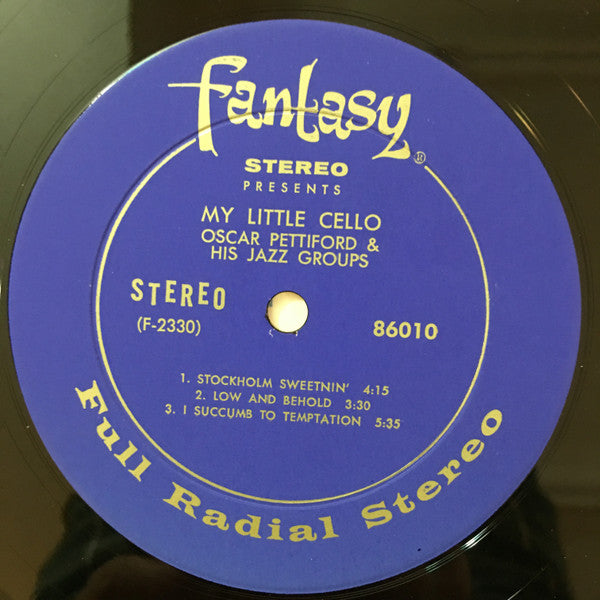 fantasy ®
STEREO
PRESENTS
MY LITTLE CELLO
OSCAR PETTIFORD &
HIS JAZZ GROUPS
STEREO
(F-2330)
86010
1. STOCKHOLM SWEETNIN' 4:15
2. LOW AND BEHOLD 3:30
3. I SUCCUMB TO TEMPTATION 5:35
Full Radial Stereo